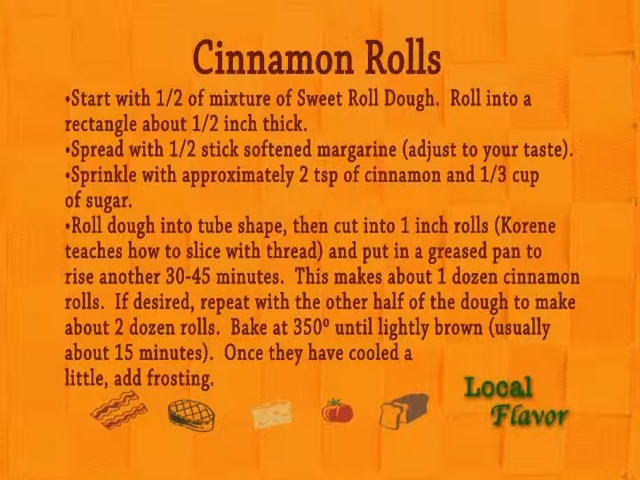 Cinnamon Rolls
•Start with 1/2 of mixture of Sweet Roll Dough.  Roll into a
rectangle about 1/2 inch thick.
•Spread with 1/2 stick softened margarine (adjust to your taste).
•Sprinkle with approximately 2 tsp of cinnamon and 1/3 cup
of sugar.
•Roll dough into tube shape, then cut into 1 inch rolls (Korene
teaches how to slice with thread) and put in a greased pan to
rise another 30-45 minutes.  This makes about 1 dozen cinnamon
rolls.  If desired, repeat with the other half of the dough to make
about 2 dozen rolls.  Bake at 350º until lightly brown (usually
about 15 minutes).  Once they have cooled a
little, add frosting.
Local
Flavor